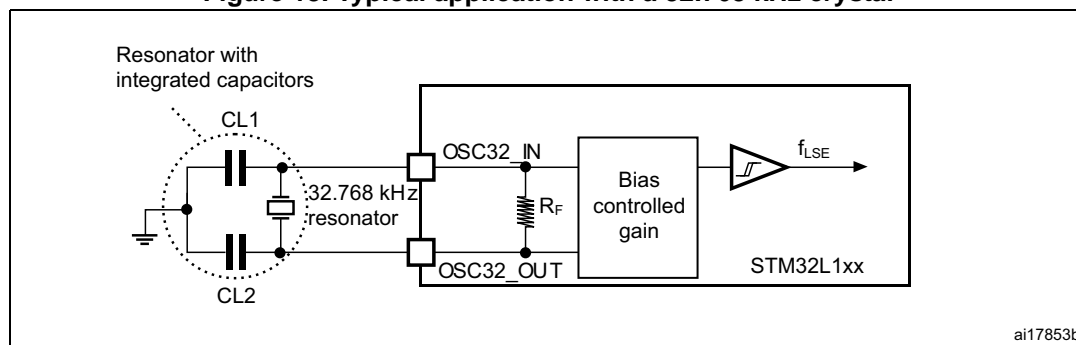 Figure 18. Typical application with a 32.768 kHz crystal
Resonator with
integrated capacitors
CL1
OSC32_IN
fLSE
32.768 kHz
resonator
RF
Bias
controlled
gain
OSC32_OUT
STM32L1xx
CL2
ai17853b